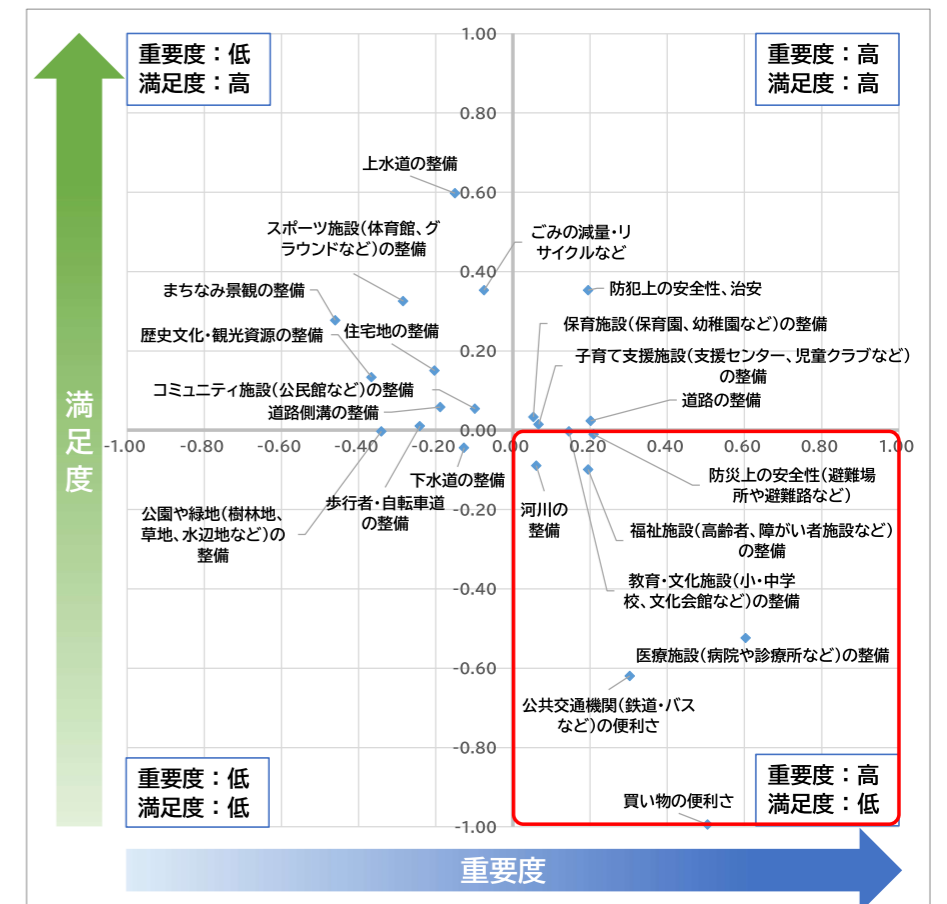 1.00
重要度：低
満足度：高
重要度：高
満足度：高
0.80
上水道の整備
0.60
スポーツ施設(体育館、グ
ラウンドなど)の整備
ごみの減量・リ
サイクルなど
0.40
まちなみ景観の整備
防犯上の安全性、治安
歴史文化・観光資源の整備
住宅地の整備
保育施設(保育園、幼稚園など)の整備
0.20
子育て支援施設(支援センター、児童クラブなど)
の整備
コミュニティ施設(公民館など)の整備
道路側溝の整備
道路の整備
満足度
0.00
-1.00
-0.80
-0.60
-0.40
-0.20
0.00
0.20
0.40
0.60
0.80
1.00
下水道の整備
防災上の安全性(避難場
所や避難路など)
歩行者・自転車道
の整備
-0.20
河川の
整備
公園や緑地(樹林地、
草地、水辺地など)の
整備
福祉施設(高齢者、障がい者施設など)
の整備
-0.40
教育・文化施設(小・中学
校、文化会館など)の整備
-0.60
医療施設(病院や診療所など)の整備
公共交通機関(鉄道・バス
など)の便利さ
-0.80
重要度：低
満足度：低
重要度：高
満足度：低
買い物の便利さ
-1.00
重要度